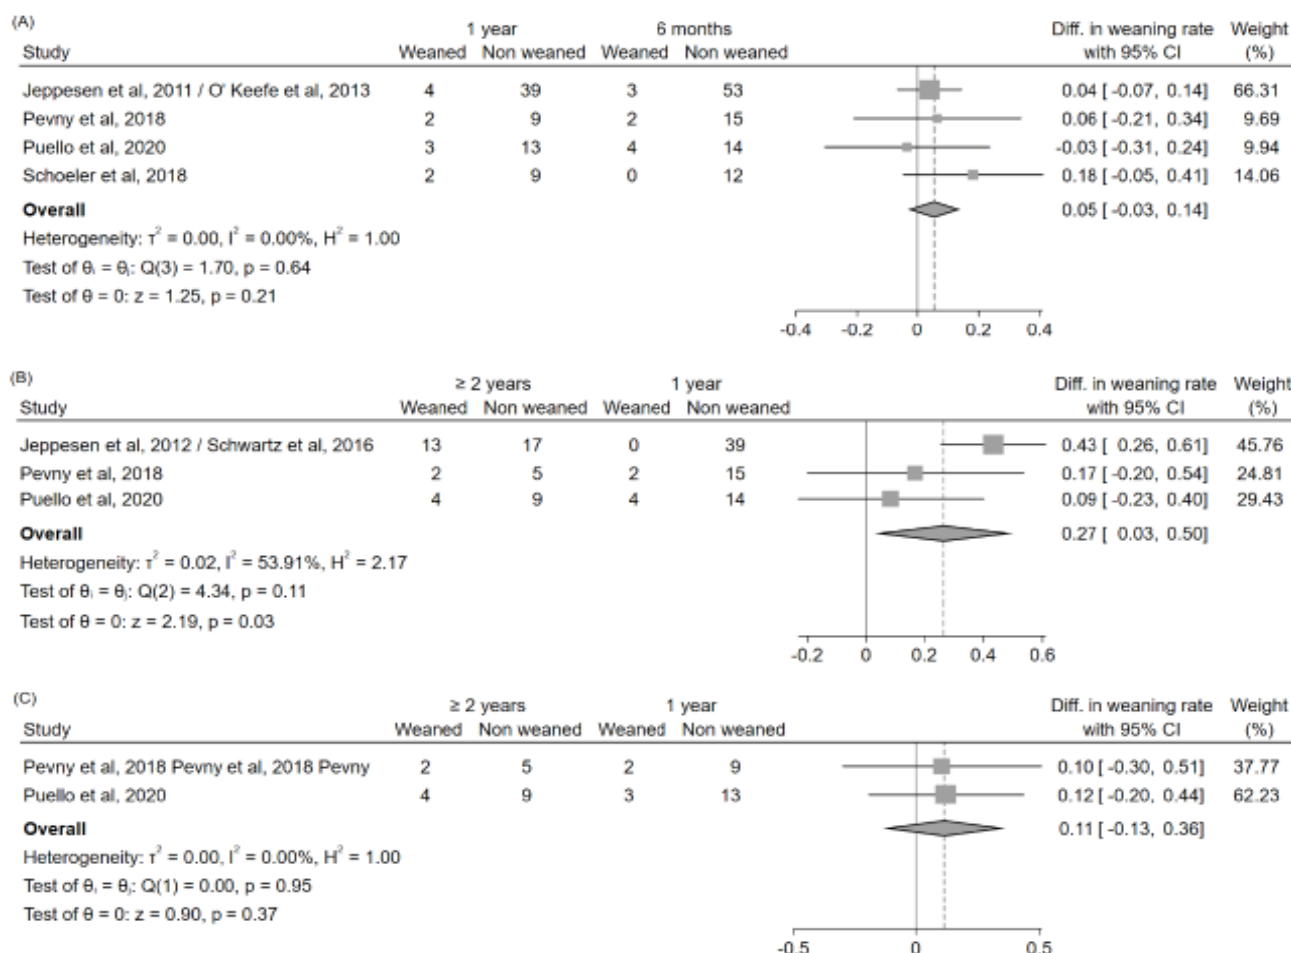 (A)
1 year 6 months Diff. in weaning rate Weight
Study Weaned Non weaned Weaned Non weaned with 95% CI (%)
Jeppesen et al, 2011 / O' Keefe et al, 2013 4 39 3 53 0.04 [ -0.07, 0.14] 66.31
Pevny et al, 2018 2 9 2 15 0.06 [ -0.21, 0.34] 9.69
Puello et al, 2020 3 13 4 14 -0.03 [ -0.31, 0.24] 9.94
Schoeler et al, 2018 2 9 0 12 0.18 [ -0.05, 0.41] 14.06
Overall 0.05 [ -0.03, 0.14]
Heterogeneity: τ² = 0.00, I² = 0.00%, H² = 1.00
Test of θᵢ = θⱼ: Q(3) = 1.70, p = 0.64
Test of θ = 0: z = 1.25, p = 0.21
-0.4 -0.2 0 0.2 0.4
(B)
≥ 2 years 1 year Diff. in weaning rate Weight
Study Weaned Non weaned Weaned Non weaned with 95% CI (%)
Jeppesen et al, 2012 / Schwartz et al, 2016 13 17 0 39 0.43 [ 0.26, 0.61] 45.76
Pevny et al, 2018 2 5 2 15 0.17 [ -0.20, 0.54] 24.81
Puello et al, 2020 4 9 4 14 0.09 [ -0.23, 0.40] 29.43
Overall 0.27 [ 0.03, 0.50]
Heterogeneity: τ² = 0.02, I² = 53.91%, H² = 2.17
Test of θᵢ = θⱼ: Q(2) = 4.34, p = 0.11
Test of θ = 0: z = 2.19, p = 0.03
-0.2 0 0.2 0.4 0.6
(C)
≥ 2 years 1 year Diff. in weaning rate Weight
Study Weaned Non weaned Weaned Non weaned with 95% CI (%)
Pevny et al, 2018 Pevny et al, 2018 Pevny 2 5 2 9 0.10 [ -0.30, 0.51] 37.77
Puello et al, 2020 4 9 3 13 0.12 [ -0.20, 0.44] 62.23
Overall 0.11 [ -0.13, 0.36]
Heterogeneity: τ² = 0.00, I² = 0.00%, H² = 1.00
Test of θᵢ = θⱼ: Q(1) = 0.00, p = 0.95
Test of θ = 0: z = 0.90, p = 0.37
-0.5 0 0.5